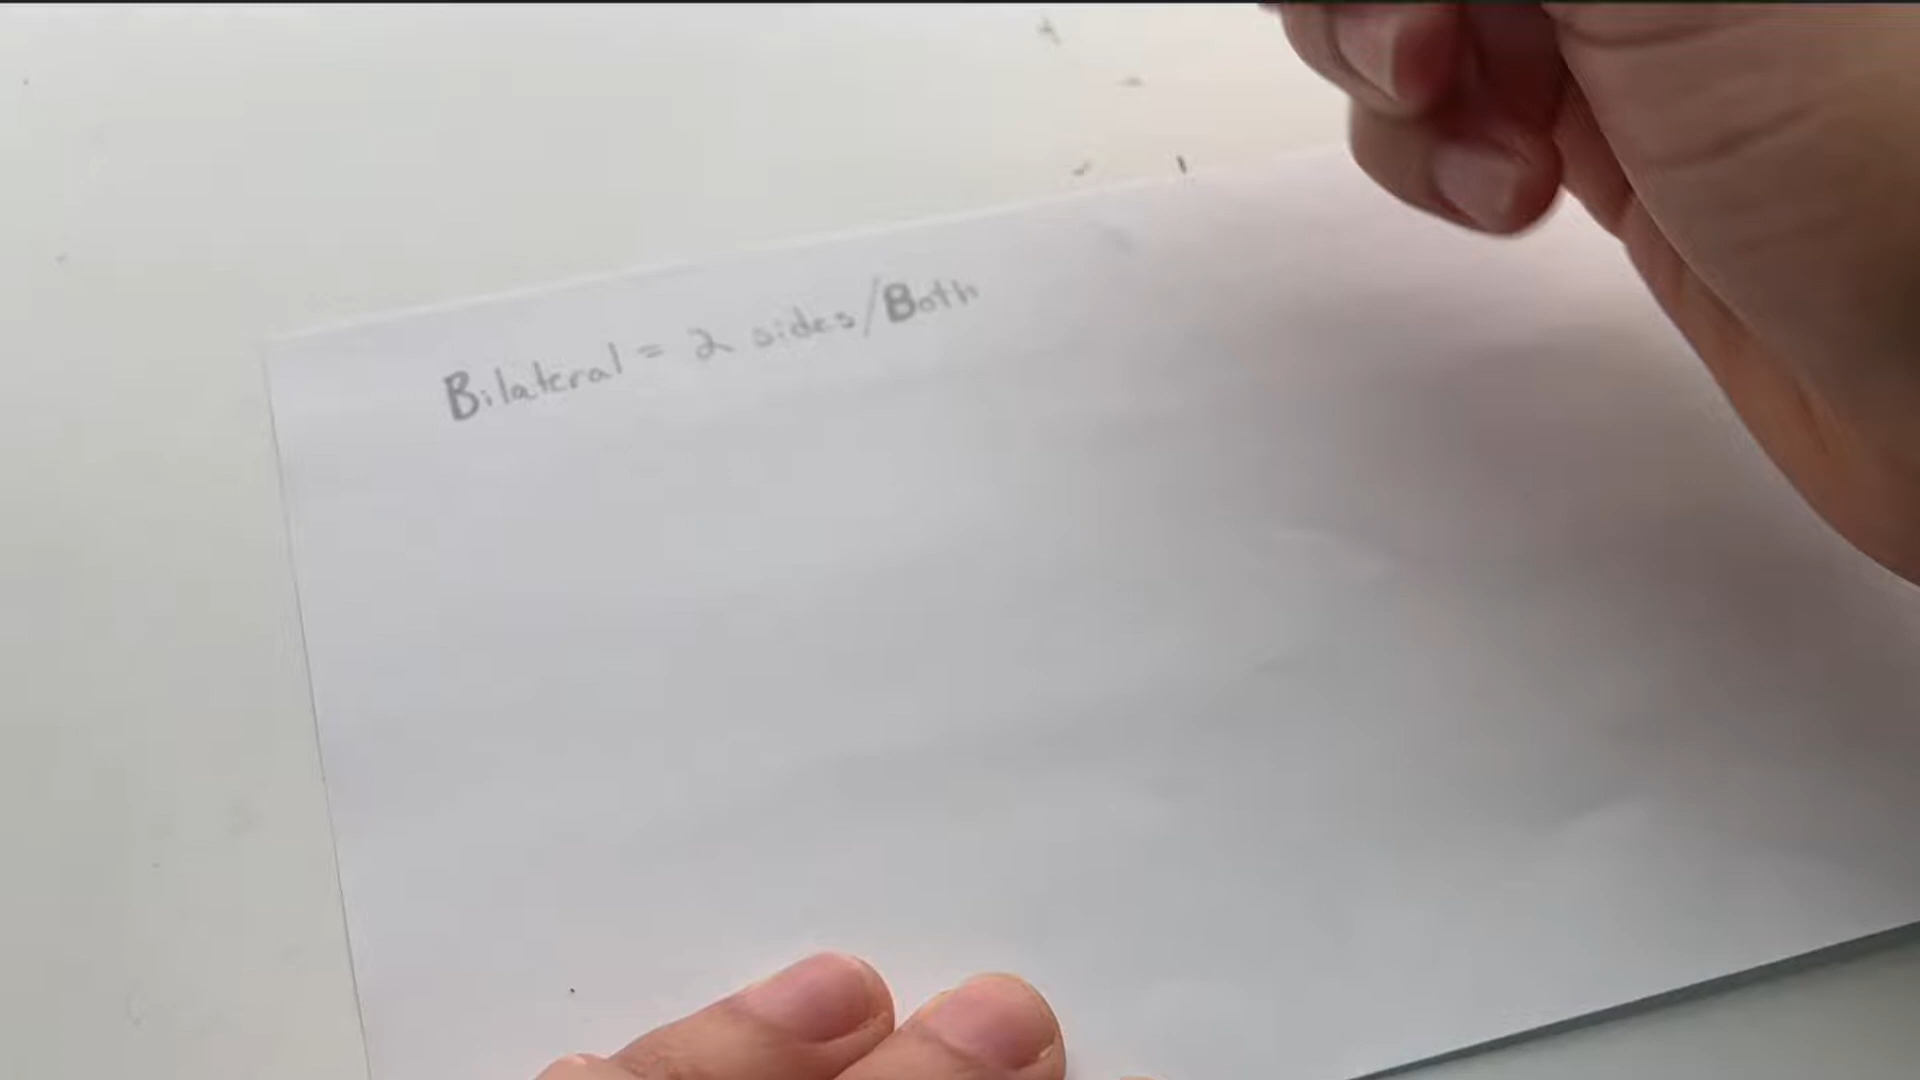 Bilateral = 2 sides/Both